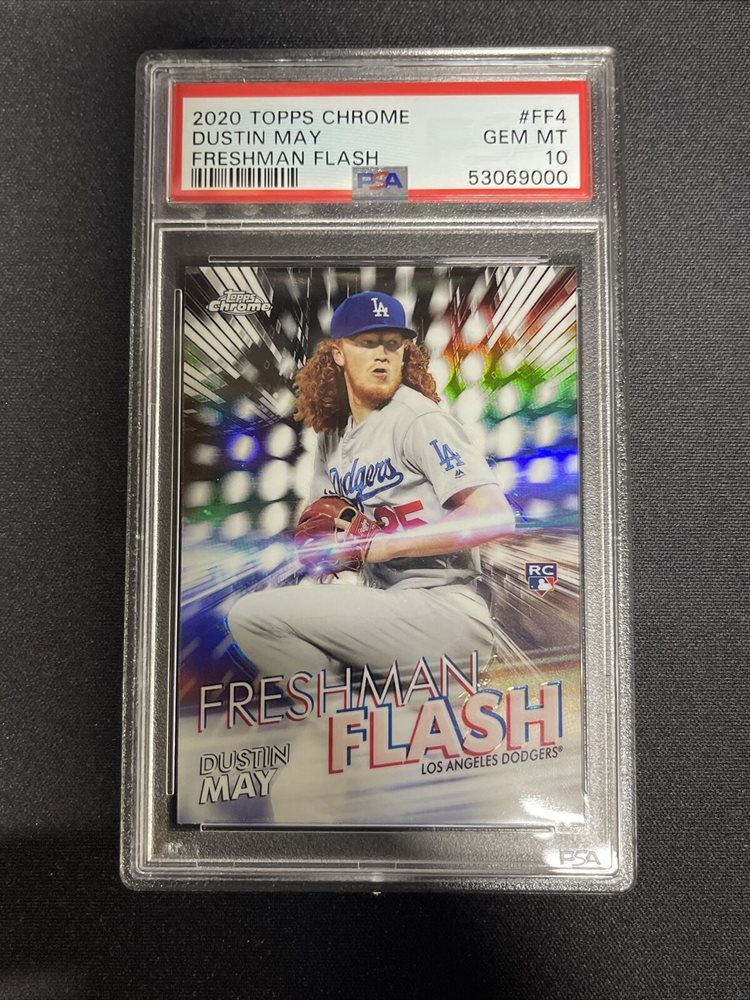 2020 TOPPS CHROME #FF4
DUSTIN MAY GEM MT
FRESHMAN FLASH 10
PSA 53069000
Topps
Chrome
LA
Dodgers
LA
25
RC
FRESHMAN
FLASH
DUSTIN
MAY
LOS ANGELES DODGERS®
PSA